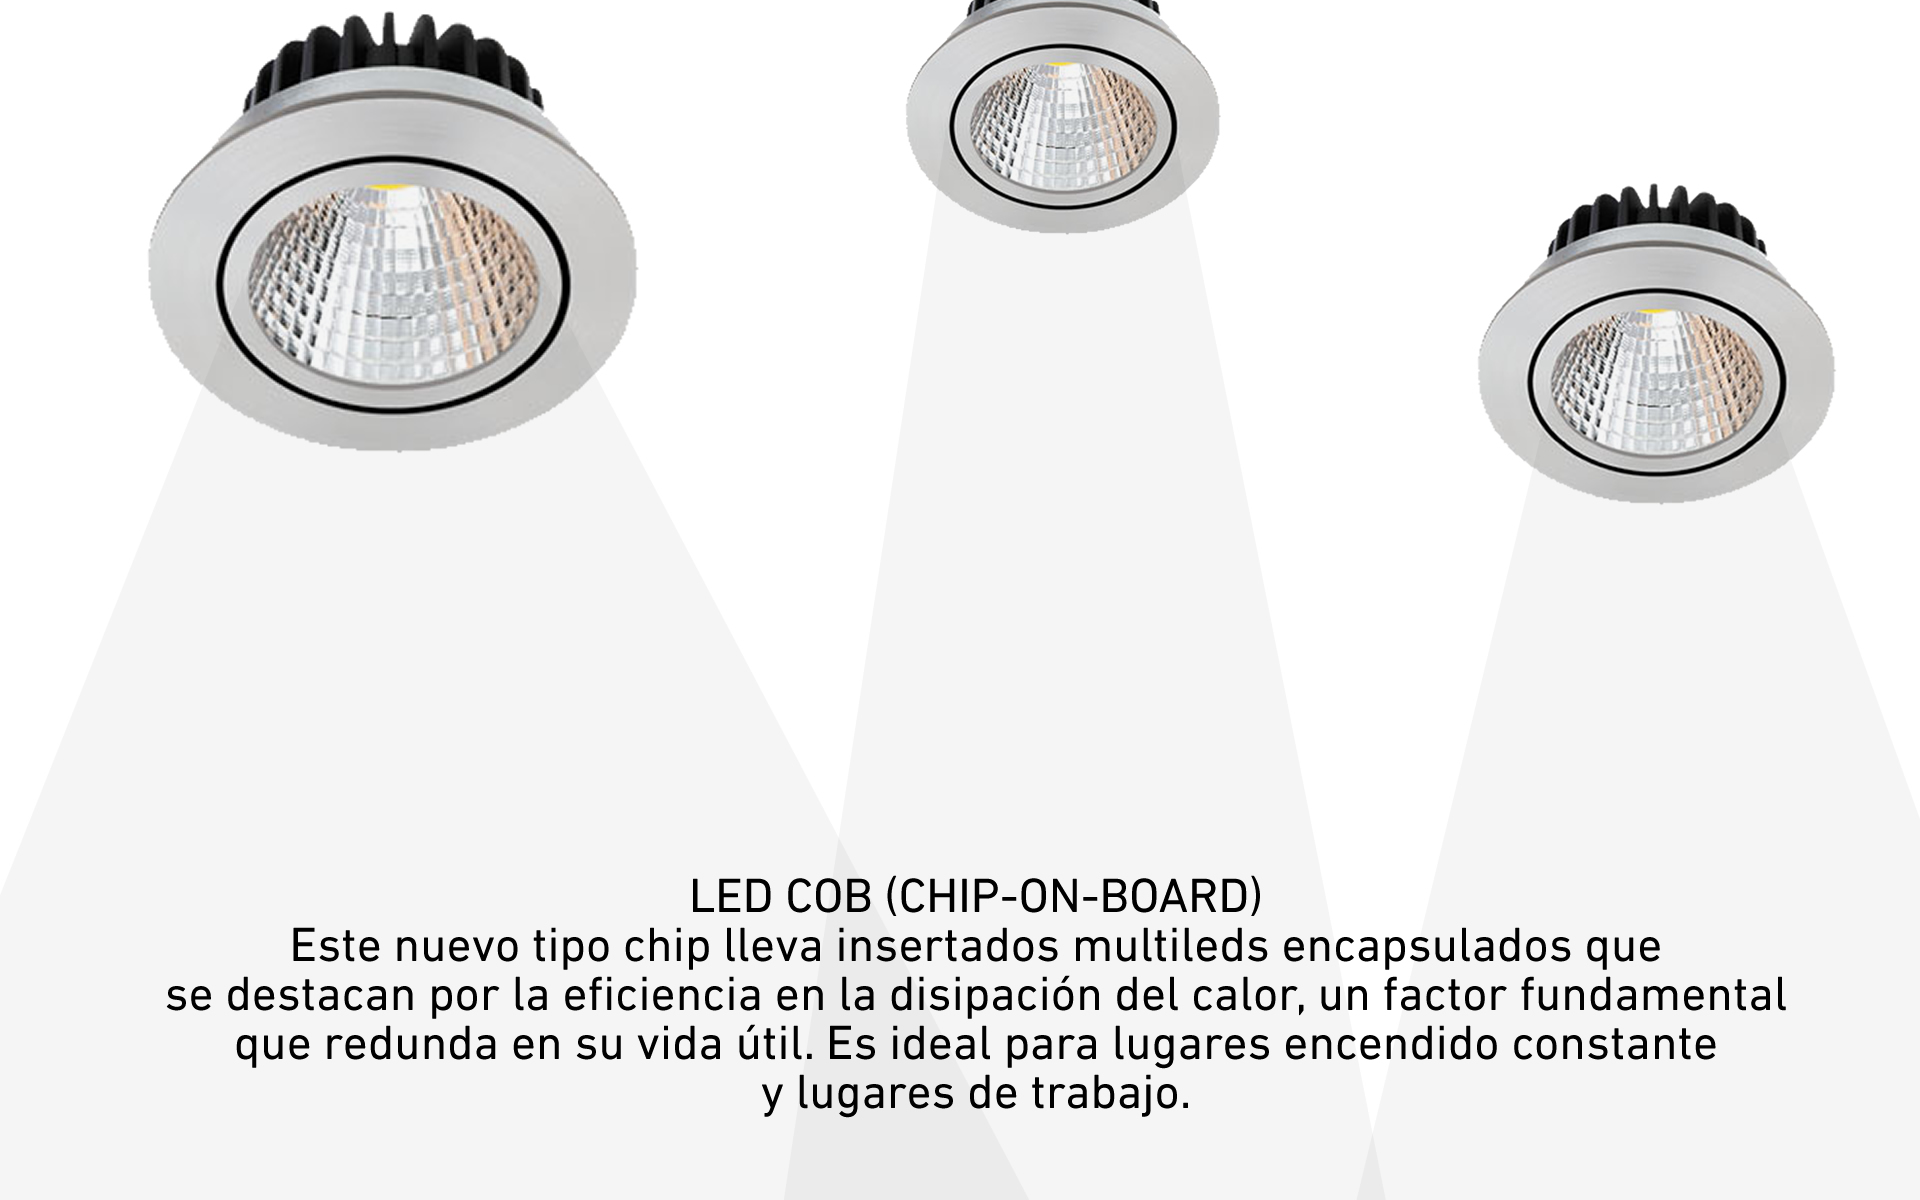 LED COB (CHIP-ON-BOARD)
Este nuevo tipo chip lleva insertados multileds encapsulados que
se destacan por la eficiencia en la disipación del calor, un factor fundamental
que redunda en su vida útil. Es ideal para lugares encendido constante
y lugares de trabajo.